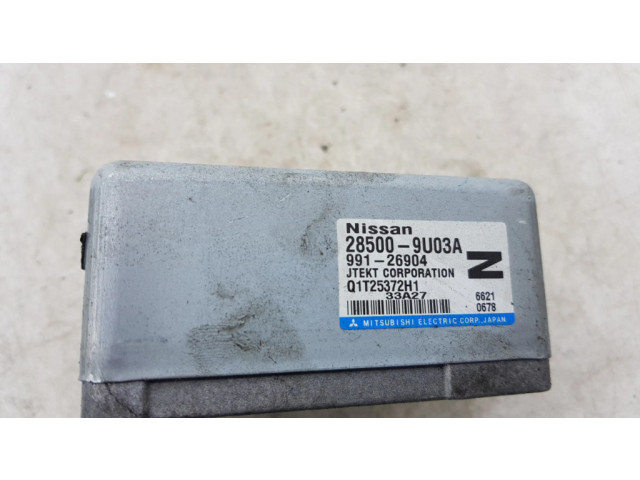 Nissan
28500-9U03A
991-26904
JTEKT CORPORATION
Q1T25372H1
N
33A27
6621
0678
MITSUBISHI ELECTRIC CORP. JAPAN